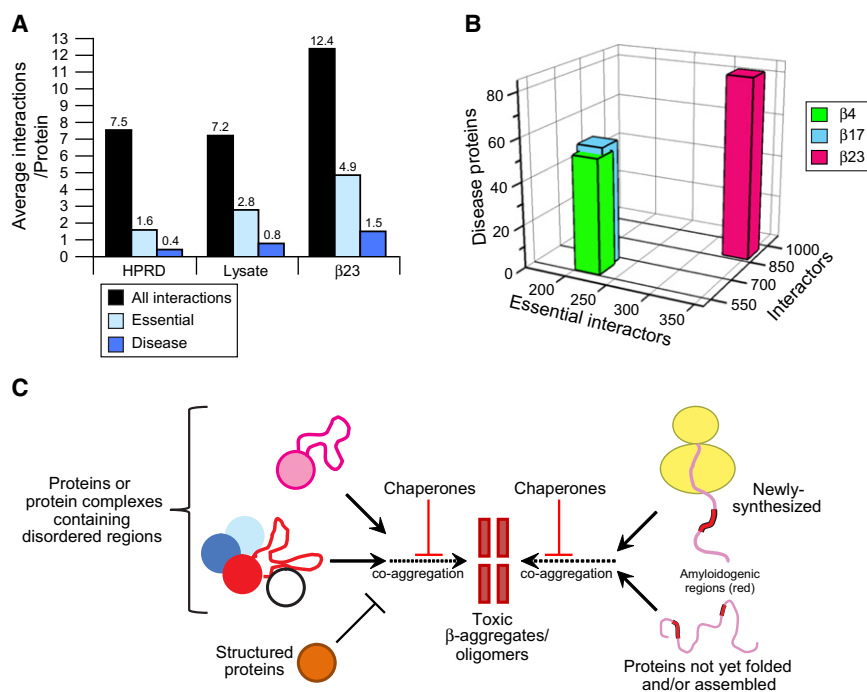 A
Average interactions
/Protein
13
12
11
10
9
8
7
6
5
4
3
2
1
0
7.5
1.6
0.4
7.2
2.8
0.8
12.4
4.9
1.5
HPRD
Lysate
β23
All interactions
Essential
Disease
B
Disease proteins
80
60
40
20
0
200
250
300
350
Essential interactors
550
700
850
1000
Interactors
β4
β17
β23
C
Proteins or
protein complexes
containing
disordered regions
Structured
proteins
Chaperones
co-aggregation
Toxic
β-aggregates/
oligomers
Chaperones
co-aggregation
Newly-
synthesized
Amyloidogenic
regions (red)
Proteins not yet folded
and/or assembled